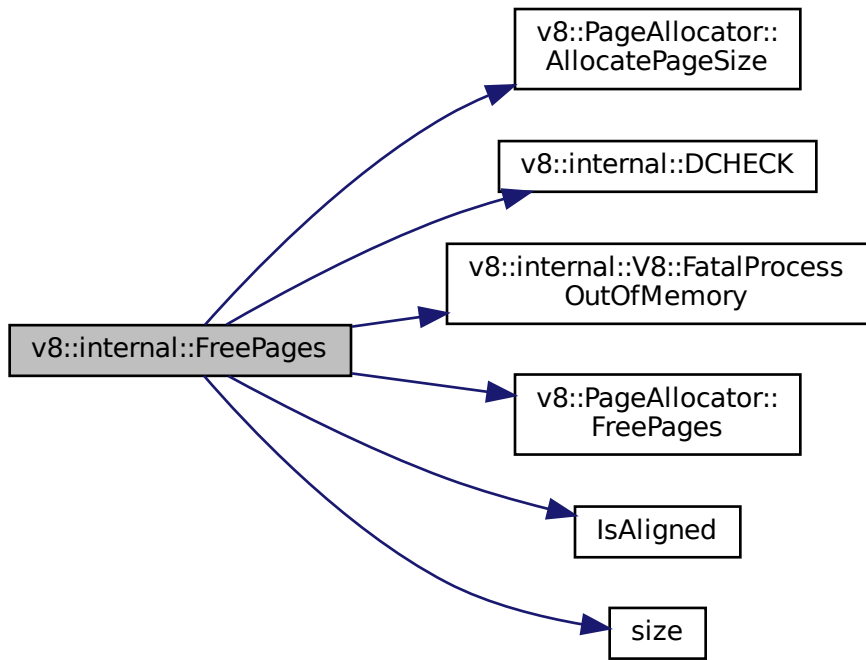 v8::PageAllocator::
AllocatePageSize
v8::internal::DCHECK
v8::internal::V8::FatalProcess
OutOfMemory
v8::internal::FreePages
v8::PageAllocator::
FreePages
IsAligned
size